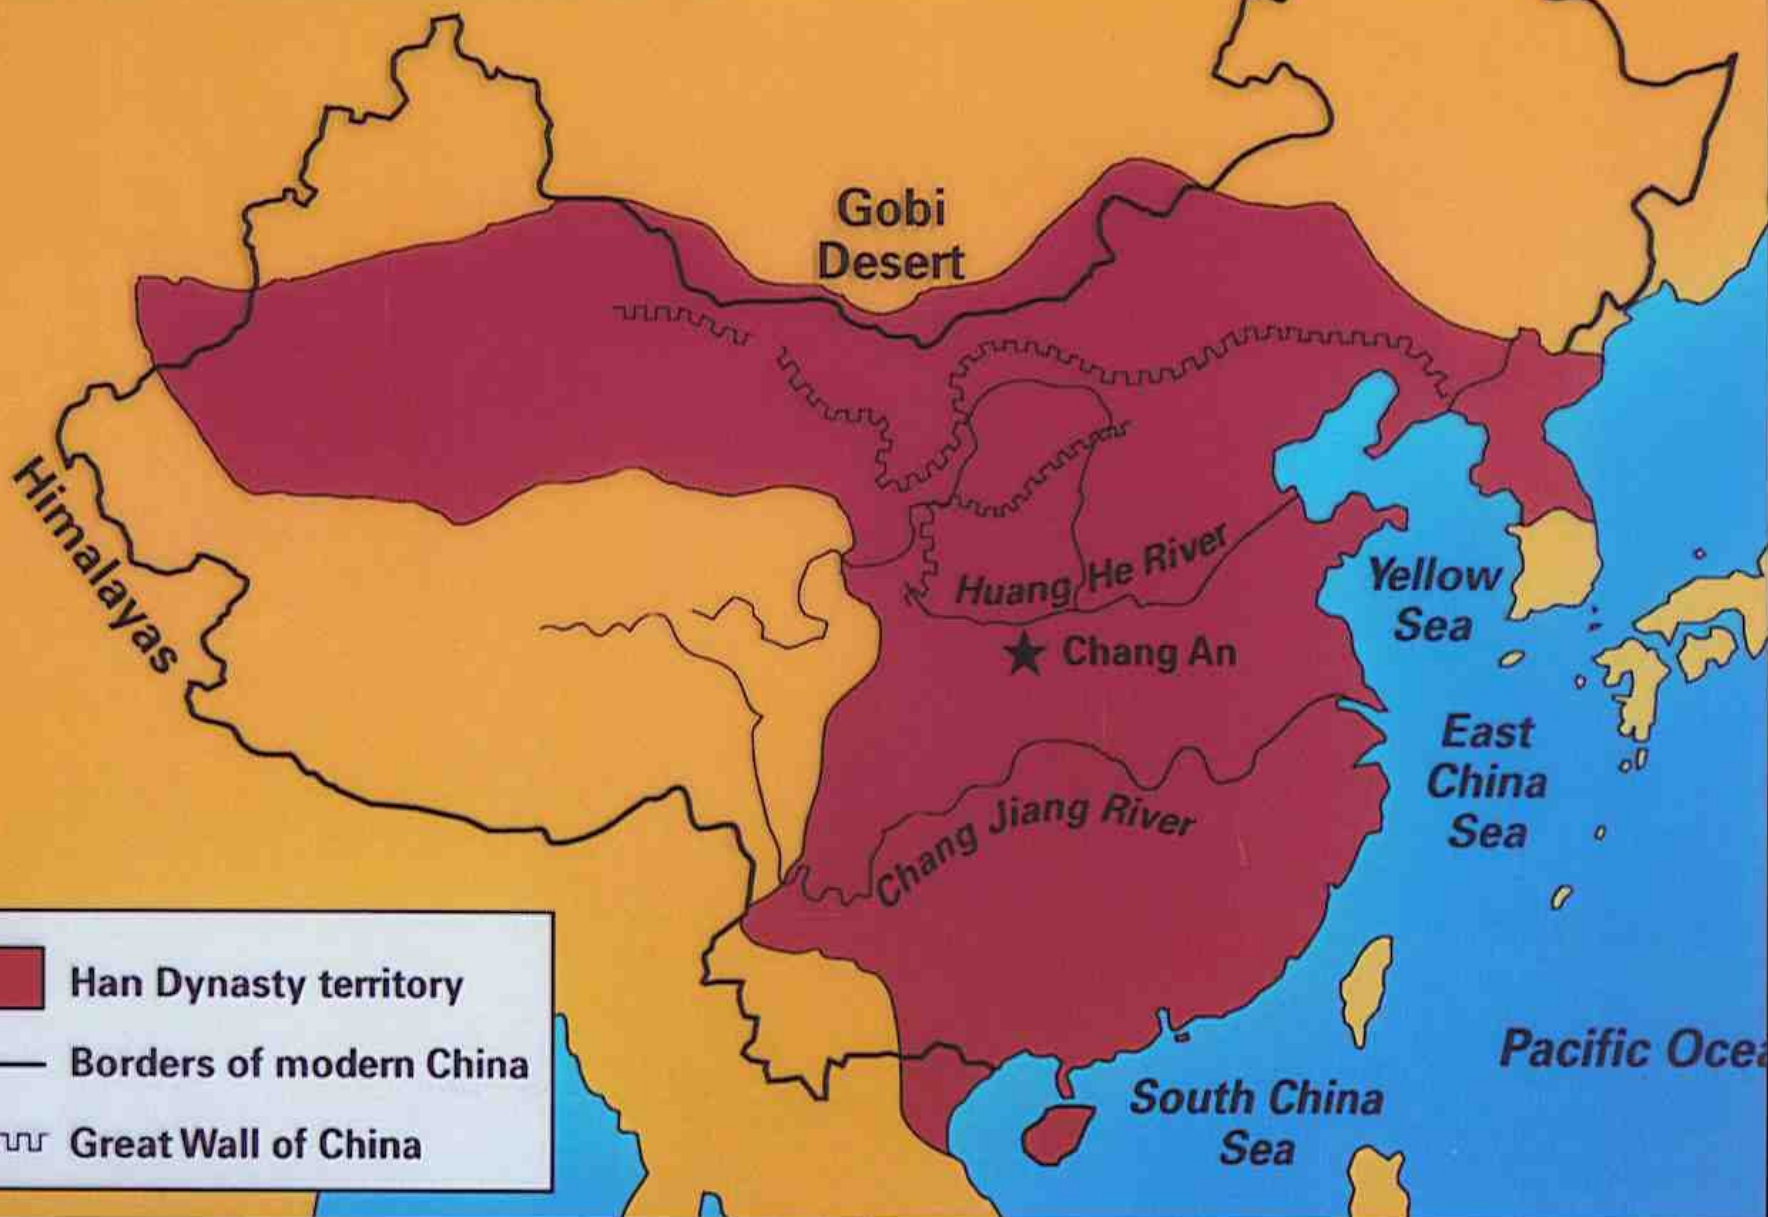 Gobi
Desert
Himalayas
Huang He River
Yellow
Sea
Chang An
East
China
Sea
Chang Jiang River
Han Dynasty territory
Borders of modern China
Great Wall of China
Pacific Ocea
South China
Sea